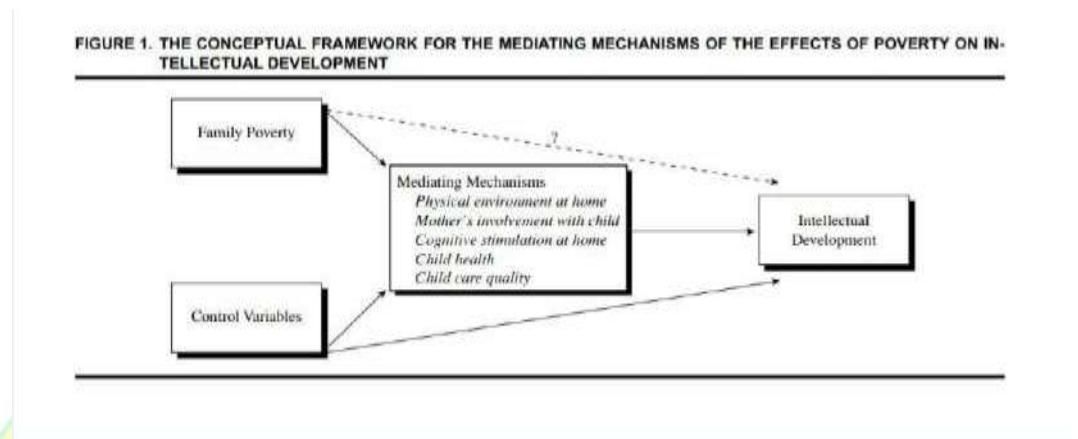 FIGURE 1. THE CONCEPTUAL FRAMEWORK FOR THE MEDIATING MECHANISMS OF THE EFFECTS OF POVERTY ON IN-
TELLECTUAL DEVELOPMENT
Family Poverty
?
Mediating Mechanisms
Physical environment at home
Mother's involvement with child
Cognitive stimulation at home
Child health
Child care quality
Intellectual
Development
Control Variables